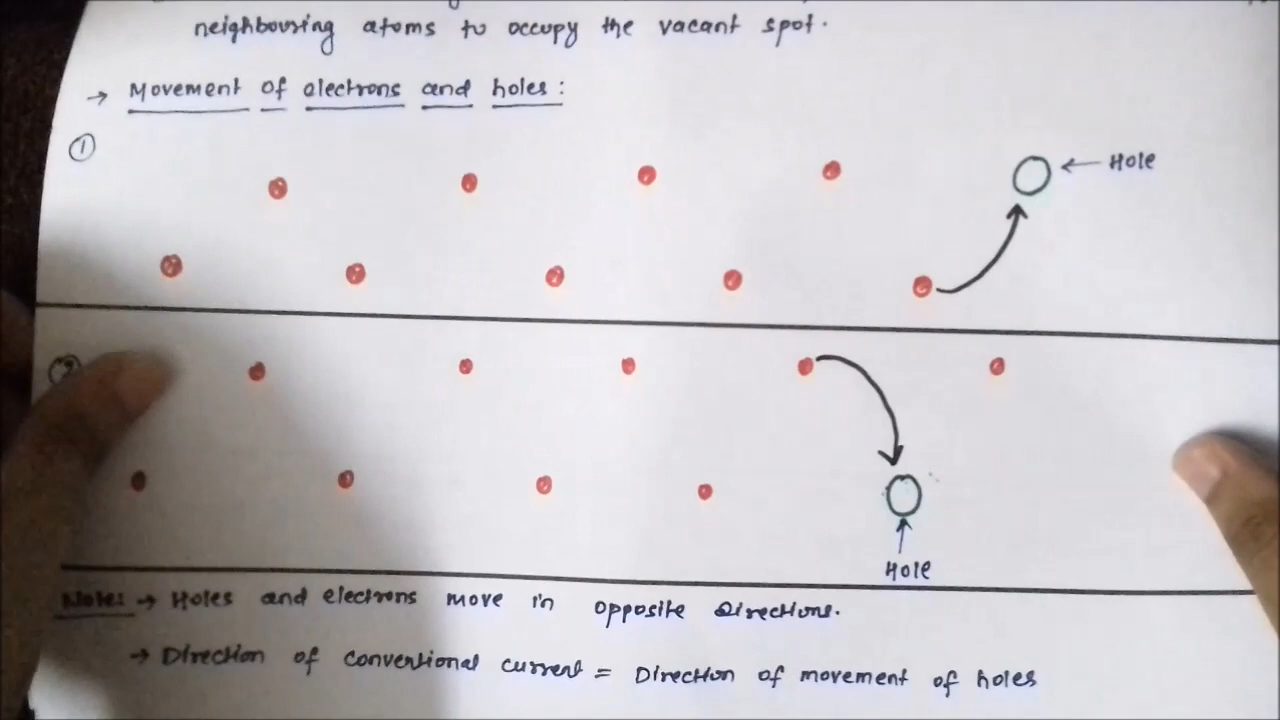 neighbouring atoms to occupy the vacant spot.
→ Movement of electrons and holes:
①
← Hole
②
↑
Hole
Note: → Holes and electrons move in opposite directions.
→ Direction of conventional current = Direction of movement of holes